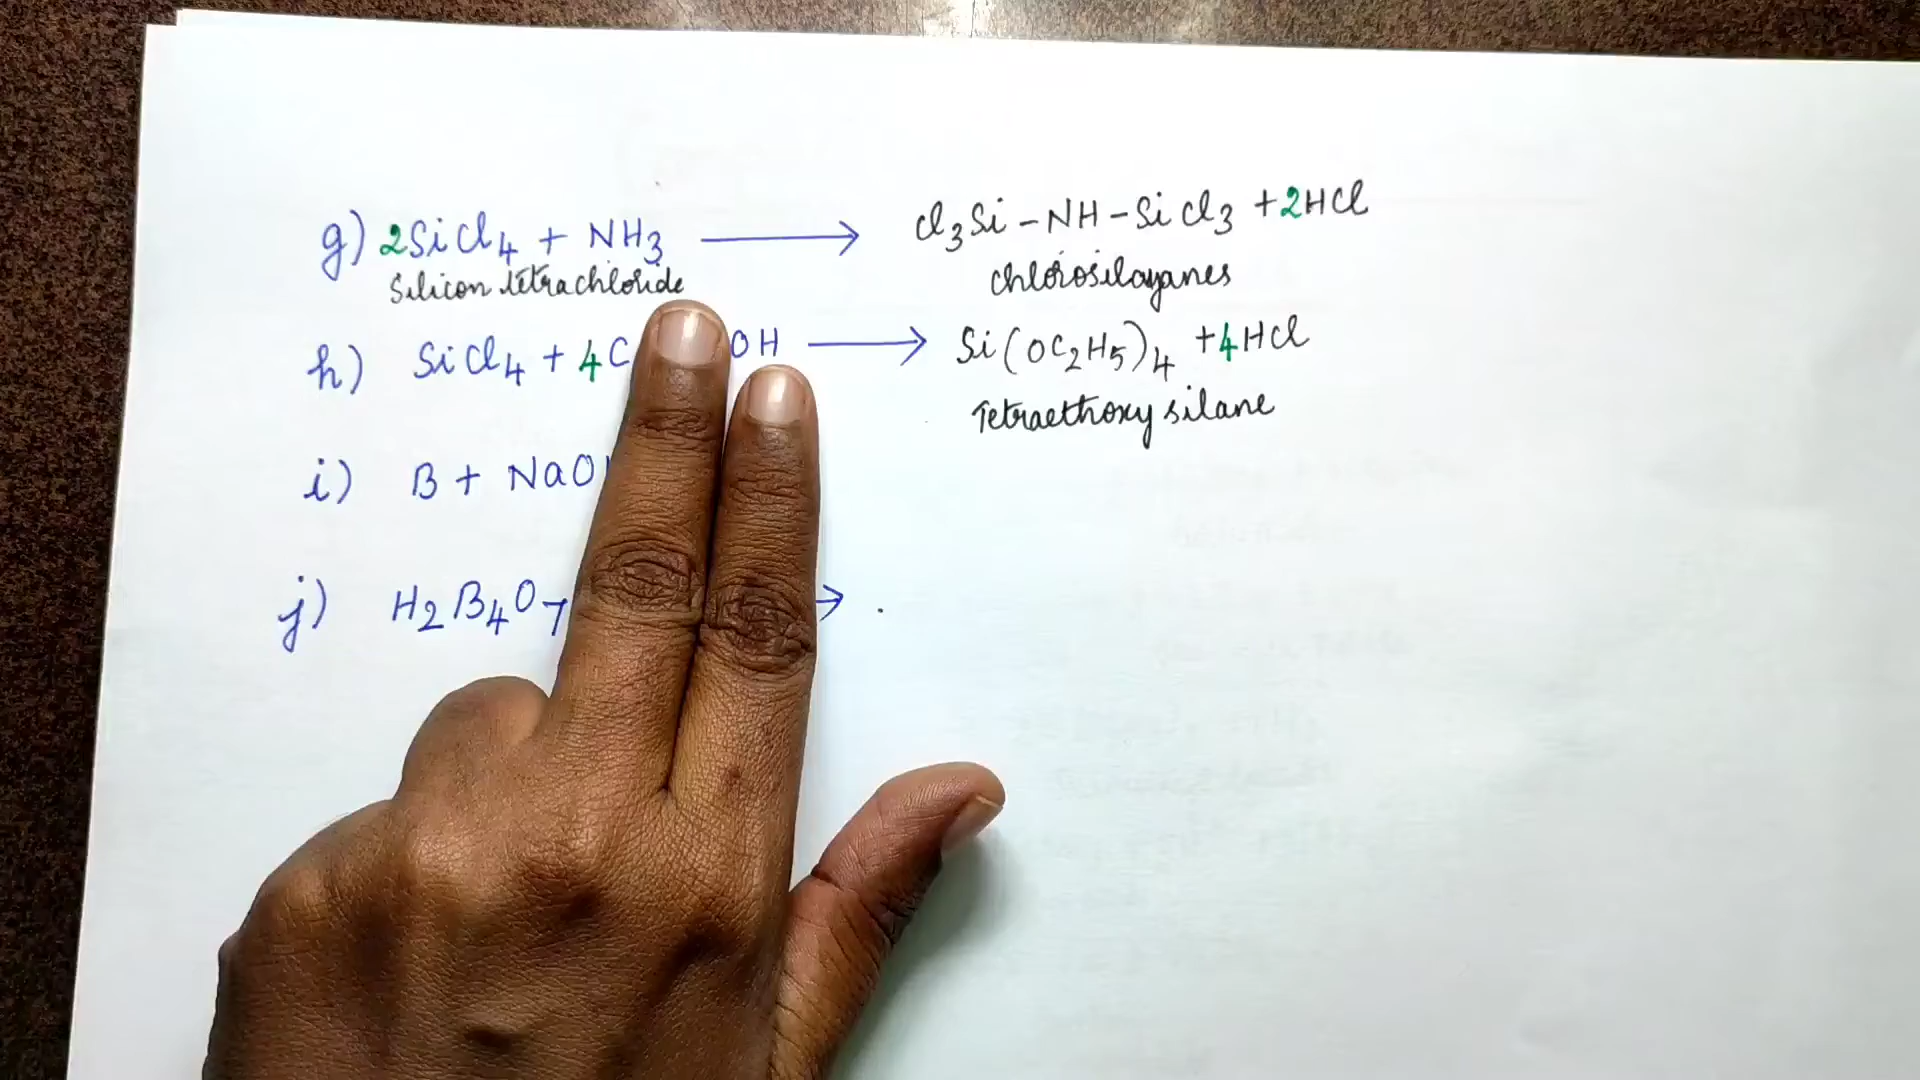 g) 2SiCl4 + NH3 ⟶ Cl3Si-NH-SiCl3 +2HCl
Silicon tetrachloride chlorosilazanes
h) SiCl4 + 4C OH ⟶ Si(OC2H5)4 +4HCl
Tetraethoxy silane
i) B + NaO
j) H2B4O7 → .